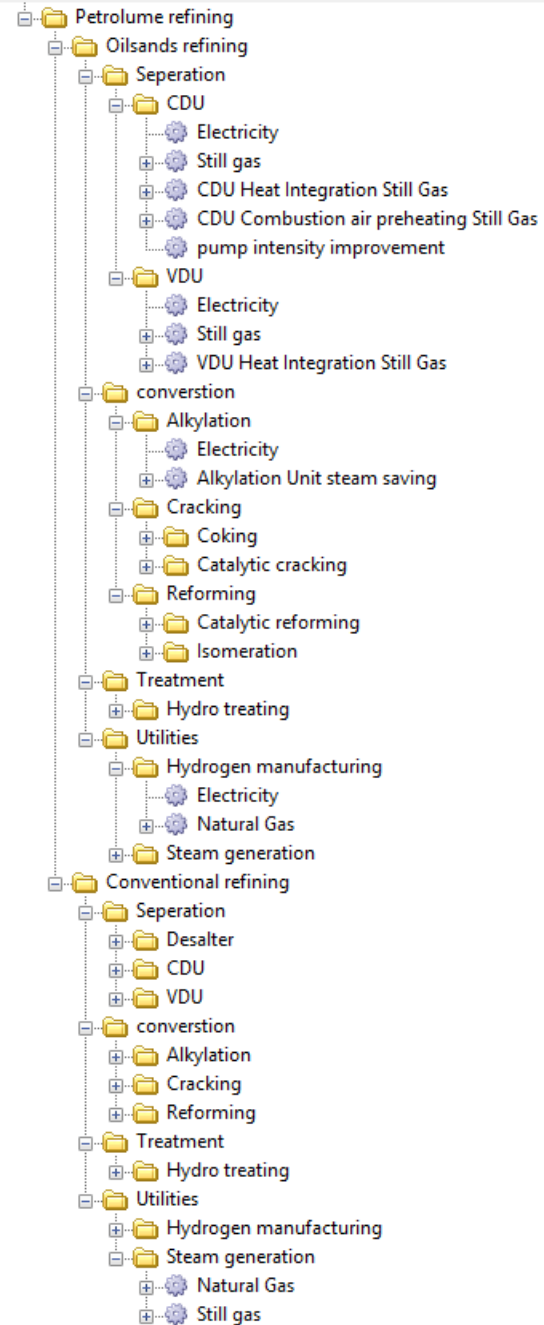 Petrolume refining
Oilsands refining
Seperation
CDU
Electricity
Still gas
CDU Heat Integration Still Gas
CDU Combustion air preheating Still Gas
pump intensity improvement
VDU
Electricity
Still gas
VDU Heat Integration Still Gas
converstion
Alkylation
Electricity
Alkylation Unit steam saving
Cracking
Coking
Catalytic cracking
Reforming
Catalytic reforming
Isomeration
Treatment
Hydro treating
Utilities
Hydrogen manufacturing
Electricity
Natural Gas
Steam generation
Conventional refining
Seperation
Desalter
CDU
VDU
converstion
Alkylation
Cracking
Reforming
Treatment
Hydro treating
Utilities
Hydrogen manufacturing
Steam generation
Natural Gas
Still gas